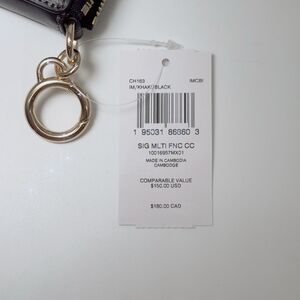 CH163 IMCBI
IM/KHAKI/BLACK
1 95031 86860 3
SIG MLTI FNC CC
MADE IN CAMBODIA
CAMBODGE
COMPARABLE VALUE
$150.00 USD
$180.00 CAD